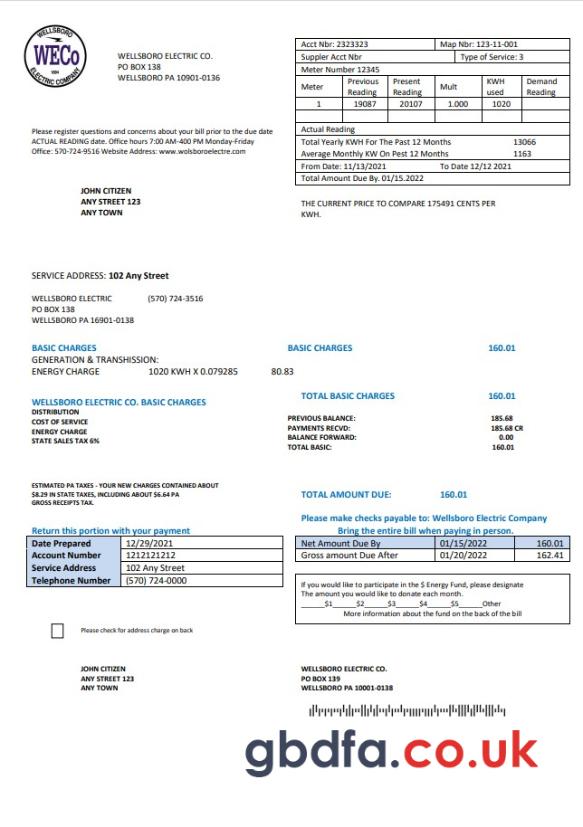 WELLSBORO
WECo
ELECTRIC COMPANY
WELLSBORO ELECTRIC CO.
PO BOX 138
WELLSBORO PA 10901-0136
Acct Nbr: 2323323 Map Nbr: 123-11-001
Suppler Acct Nbr Type of Service: 3
Meter Number 12345
Meter Previous Reading Present Reading Mult KWH used Demand Reading
1 19087 20107 1.000 1020
Actual Reading
Total Yearly KWH For The Past 12 Months 13066
Average Monthly KW On Pest 12 Months 1163
From Date: 11/13/2021 To Date 12/12 2021
Total Amount Due By. 01/15.2022
Please register questions and concerns about your bill prior to the due date
ACTUAL READING date. Office hours 7:00 AM-400 PM Monday-Friday
Office: 570-724-9516 Website Address: www.wolsboroelectre.com
JOHN CITIZEN
ANY STREET 123
ANY TOWN
THE CURRENT PRICE TO COMPARE 175491 CENTS PER
KWH.
SERVICE ADDRESS: 102 Any Street
WELLSBORO ELECTRIC (570) 724-3516
PO BOX 138
WELLSBORO PA 16901-0138
BASIC CHARGES
GENERATION & TRANSHISSION:
ENERGY CHARGE 1020 KWH X 0.079285 80.83
BASIC CHARGES 160.01
WELLSBORO ELECTRIC CO. BASIC CHARGES
DISTRIBUTION
COST OF SERVICE
ENERGY CHARGE
STATE SALES TAX 6%
TOTAL BASIC CHARGES 160.01
PREVIOUS BALANCE: 185.68
PAYMENTS RECVD: 185.68 CR
BALANCE FORWARD: 0.00
TOTAL BASIC: 160.01
ESTIMATED PA TAXES - YOUR NEW CHARGES CONTAINED ABOUT
$8.29 IN STATE TAXES, INCLUDING ABOUT $6.64 PA
GROSS RECEIPTS TAX.
TOTAL AMOUNT DUE: 160.01
Please make checks payable to: Wellsboro Electric Company
Bring the entire bill when paying in person.
Return this portion with your payment
Date Prepared 12/29/2021
Account Number 1212121212
Service Address 102 Any Street
Telephone Number (570) 724-0000
Net Amount Due By 01/15/2022 160.01
Gross amount Due After 01/20/2022 162.41
If you would like to participate in the $ Energy Fund, please designate
The amount you would like to donate each month.
______$1______$2______$3______$4______$5______Other
More information about the fund on the back of the bill
Please check for address charge on back
JOHN CITIZEN
ANY STREET 123
ANY TOWN
WELLSBORO ELECTRIC CO.
PO BOX 139
WELLSBORO PA 10001-0138
gbdfa.co.uk